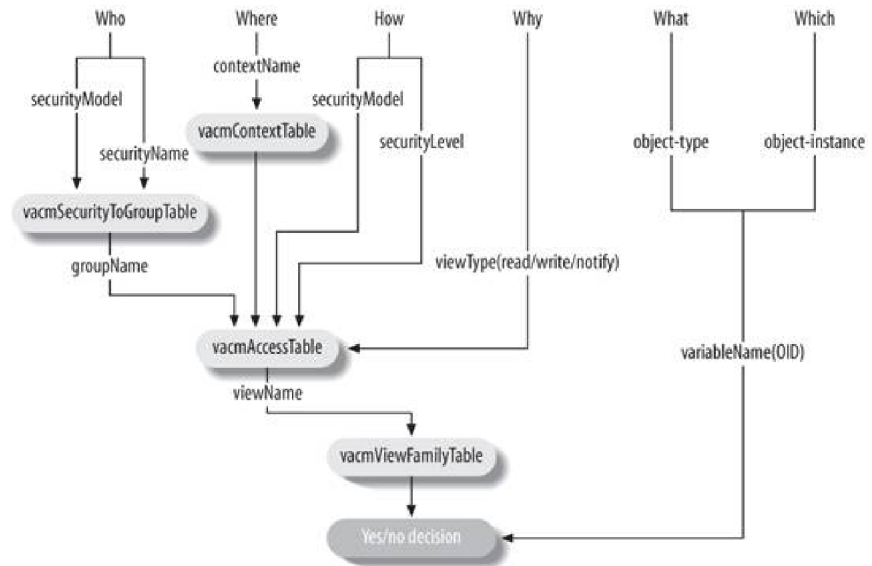 Who Where How Why What Which
contextName
securityModel securityModel
vacmContextTable
securityName securityLevel object-type object-instance
vacmSecurityToGroupTable
groupName viewType(read/write/notify)
vacmAccessTable variableName(OID)
viewName
vacmViewFamilyTable
Yes/no decision